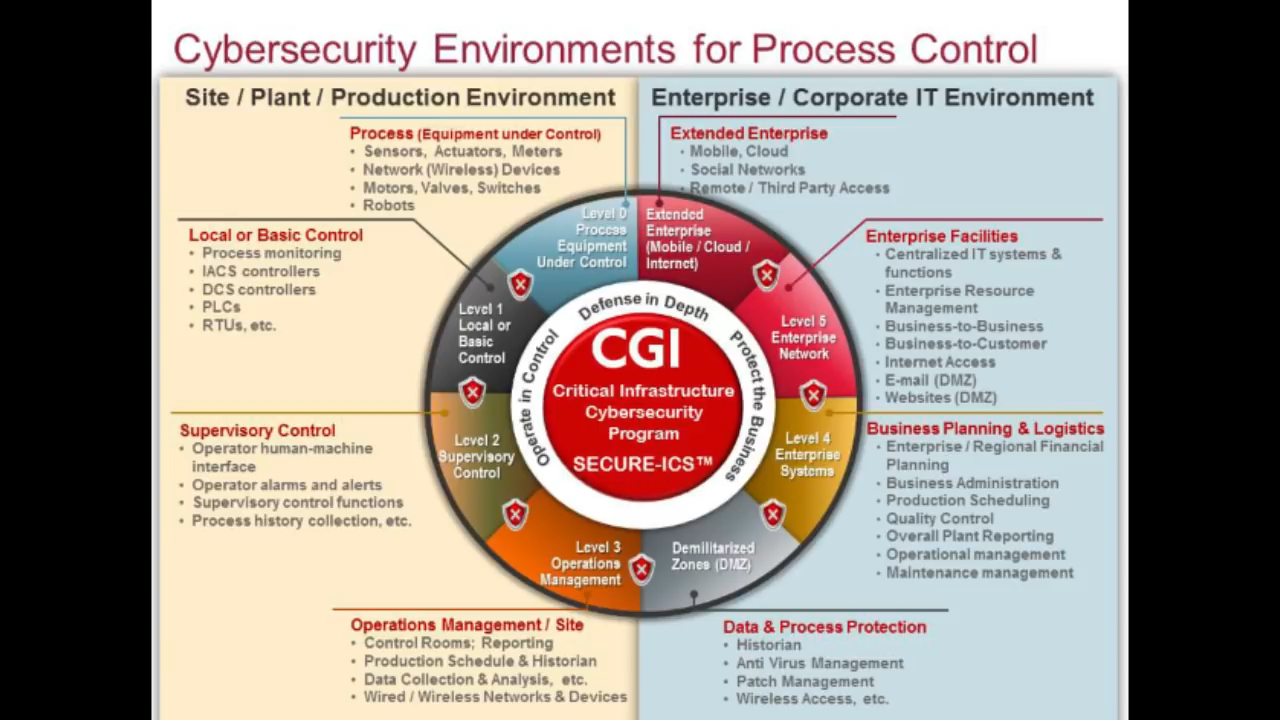 Cybersecurity Environments for Process Control
Site / Plant / Production Environment
Process (Equipment under Control)
• Sensors, Actuators, Meters
• Network (Wireless) Devices
• Motors, Valves, Switches
• Robots
Local or Basic Control
• Process monitoring
• IACS controllers
• DCS controllers
• PLCs
• RTUs, etc.
Supervisory Control
• Operator human-machine
interface
• Operator alarms and alerts
• Supervisory control functions
• Process history collection, etc.
Operations Management / Site
• Control Rooms; Reporting
• Production Schedule & Historian
• Data Collection & Analysis, etc.
• Wired / Wireless Networks & Devices
Enterprise / Corporate IT Environment
Extended Enterprise
• Mobile, Cloud
• Social Networks
• Remote / Third Party Access
Enterprise Facilities
• Centralized IT systems &
functions
• Enterprise Resource
Management
• Business-to-Business
• Business-to-Customer
• Internet Access
• E-mail (DMZ)
• Websites (DMZ)
Business Planning & Logistics
• Enterprise / Regional Financial
Planning
• Business Administration
• Production Scheduling
• Quality Control
• Overall Plant Reporting
• Operational management
• Maintenance management
Data & Process Protection
• Historian
• Anti Virus Management
• Patch Management
• Wireless Access, etc.
Level 0
Process
Equipment
Under Control
Extended
Enterprise
(Mobile / Cloud /
Internet)
Level 1
Local or
Basic
Control
Level 5
Enterprise
Network
Level 2
Supervisory
Control
Level 4
Enterprise
Systems
Level 3
Operations
Management
Demilitarized
Zones (DMZ)
Defense in Depth
Operate in Control
Protect the Business
CGI
Critical Infrastructure
Cybersecurity
Program
SECURE-ICS™